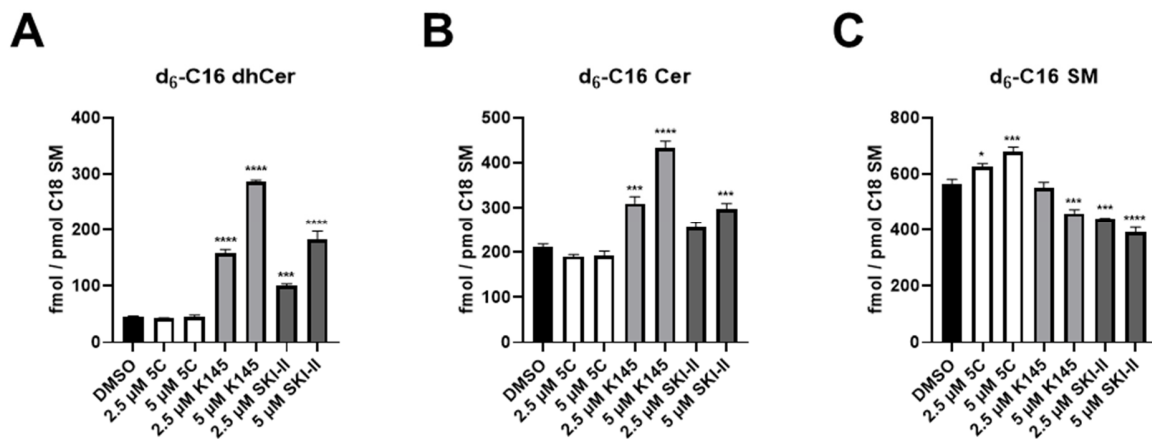 A
d₆-C16 dhCer
fmol / pmol C18 SM
400
300
200
100
0
****
****
***
****
DMSO
2.5 µM 5C
5 µM 5C
2.5 µM K145
5 µM K145
2.5 µM SKI-II
5 µM SKI-II
B
d₆-C16 Cer
fmol / pmol C18 SM
500
400
300
200
100
0
***
****
***
DMSO
2.5 µM 5C
5 µM 5C
2.5 µM K145
5 µM K145
2.5 µM SKI-II
5 µM SKI-II
C
d₆-C16 SM
fmol / pmol C18 SM
800
600
400
200
0
*
***
***
***
****
DMSO
2.5 µM 5C
5 µM 5C
2.5 µM K145
5 µM K145
2.5 µM SKI-II
5 µM SKI-II